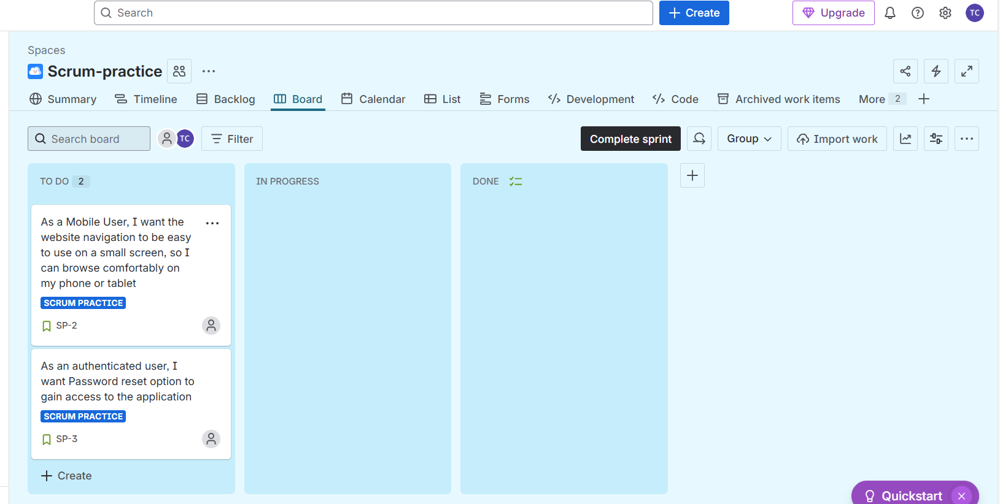 Search
Create
Upgrade
TC
Spaces
Scrum-practice
Summary
Timeline
Backlog
Board
Calendar
List
Forms
Development
Code
Archived work items
More 2
Search board
TC
Filter
Complete sprint
Group
Import work
TO DO 2
IN PROGRESS
DONE
As a Mobile User, I want the
website navigation to be easy
to use on a small screen, so I
can browse comfortably on
my phone or tablet
SCRUM PRACTICE
SP-2
As an authenticated user, I
want Password reset option to
gain access to the application
SCRUM PRACTICE
SP-3
Create
Quickstart